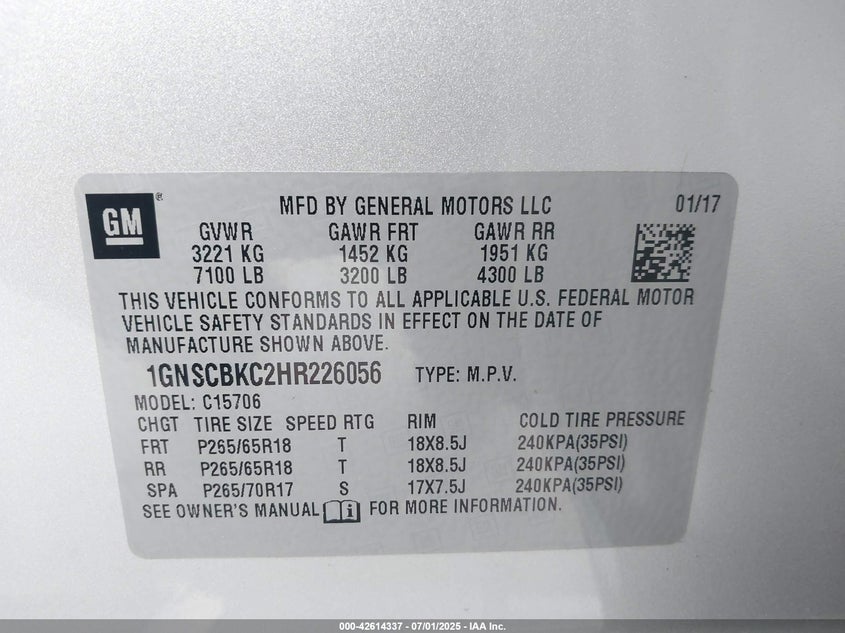 GM ®
MFD BY GENERAL MOTORS LLC 01/17
GVWR GAWR FRT GAWR RR
3221 KG 1452 KG 1951 KG
7100 LB 3200 LB 4300 LB
THIS VEHICLE CONFORMS TO ALL APPLICABLE U.S. FEDERAL MOTOR
VEHICLE SAFETY STANDARDS IN EFFECT ON THE DATE OF
MANUFACTURE SHOWN ABOVE.
1GNSCBKC2HR226056 TYPE: M.P.V.
MODEL: C15706
CHGT TIRE SIZE SPEED RTG RIM COLD TIRE PRESSURE
FRT P265/65R18 T 18X8.5J 240KPA(35PSI)
RR P265/65R18 T 18X8.5J 240KPA(35PSI)
SPA P265/70R17 S 17X7.5J 240KPA(35PSI)
SEE OWNER'S MANUAL i FOR MORE INFORMATION.
000-42614337 - 07/01/2025 - IAA Inc.